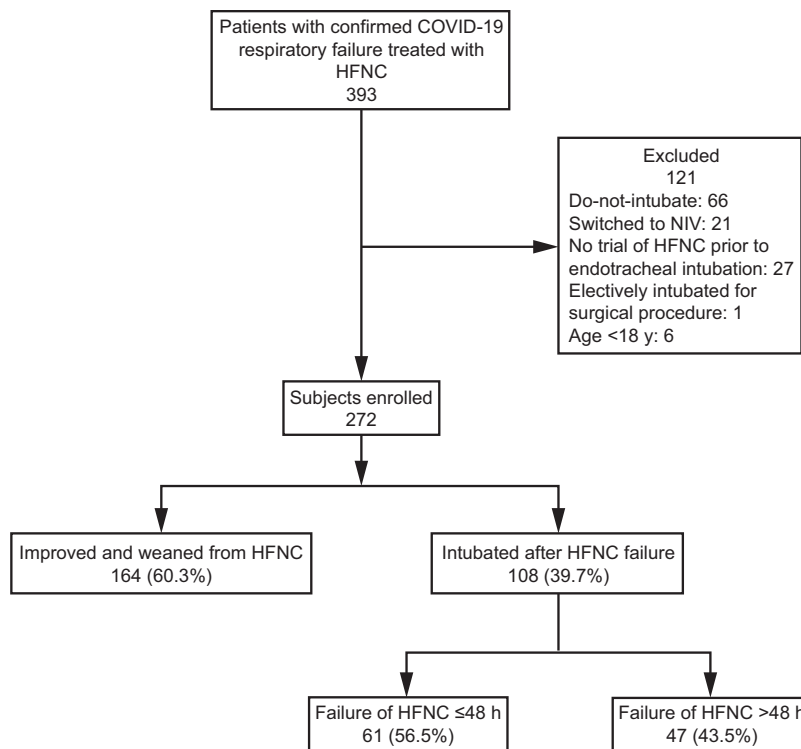 Patients with confirmed COVID-19
respiratory failure treated with
HFNC
393
Excluded
121
Do-not-intubate: 66
Switched to NIV: 21
No trial of HFNC prior to
endotracheal intubation: 27
Electively intubated for
surgical procedure: 1
Age <18 y: 6
Subjects enrolled
272
Improved and weaned from HFNC
164 (60.3%)
Intubated after HFNC failure
108 (39.7%)
Failure of HFNC ≤48 h
61 (56.5%)
Failure of HFNC >48 h
47 (43.5%)